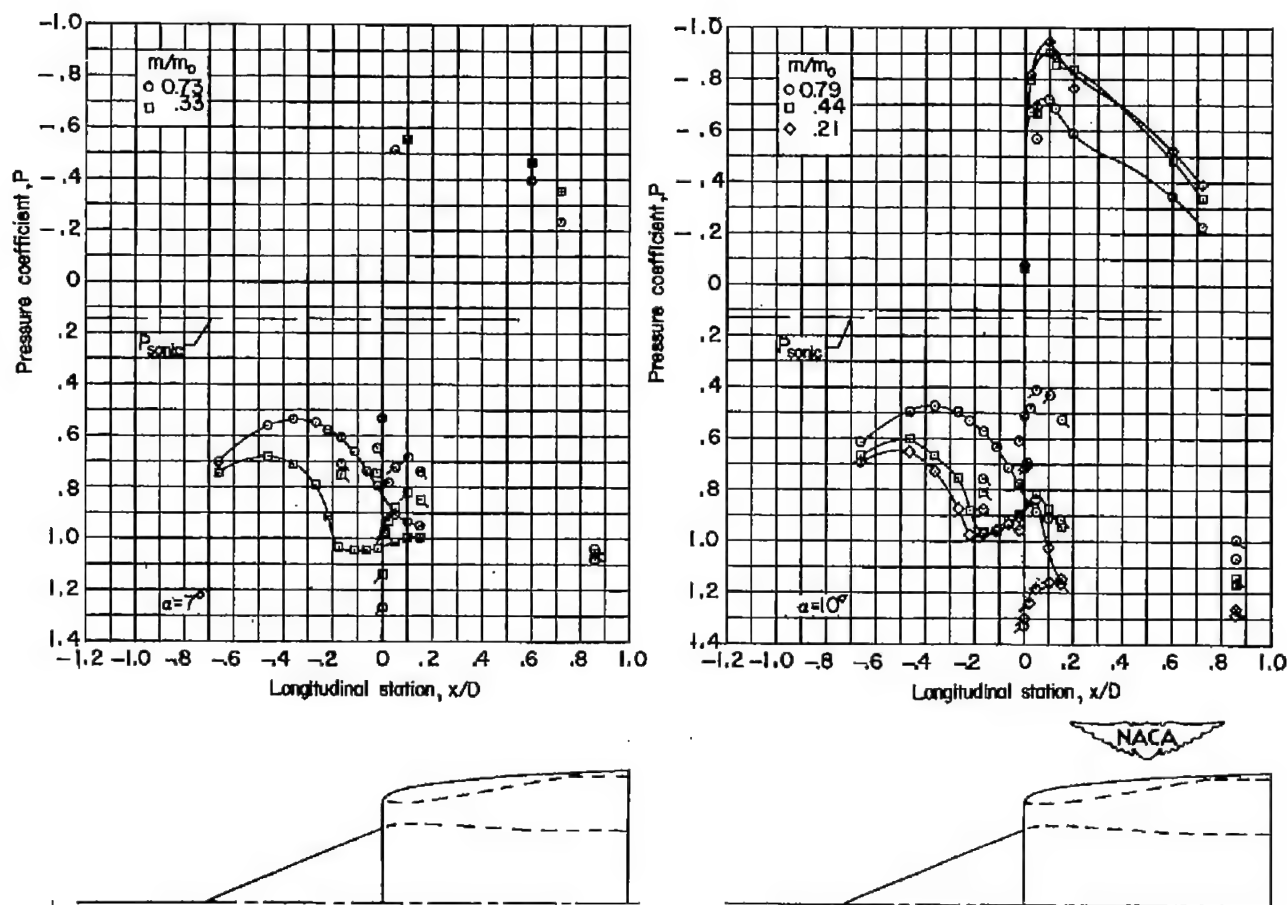 -1.0
-.8
-.6
-.4
-.2
0
.2
.4
.6
.8
1.0
1.2
1.4
Pressure coefficient, P
m/m₀
0.73
.33
P sonic
α=7°
-1.2 -1.0 -.8 -.6 -.4 -.2 0 .2 .4 .6 .8 1.0
Longitudinal station, x/D
-1.0
-.8
-.6
-.4
-.2
0
.2
.4
.6
.8
1.0
1.2
1.4
Pressure coefficient, P
m/m₀
0.79
.44
.21
P sonic
α=10°
-1.2 -1.0 -.8 -.6 -.4 -.2 0 .2 .4 .6 .8 1.0
Longitudinal station, x/D
NACA